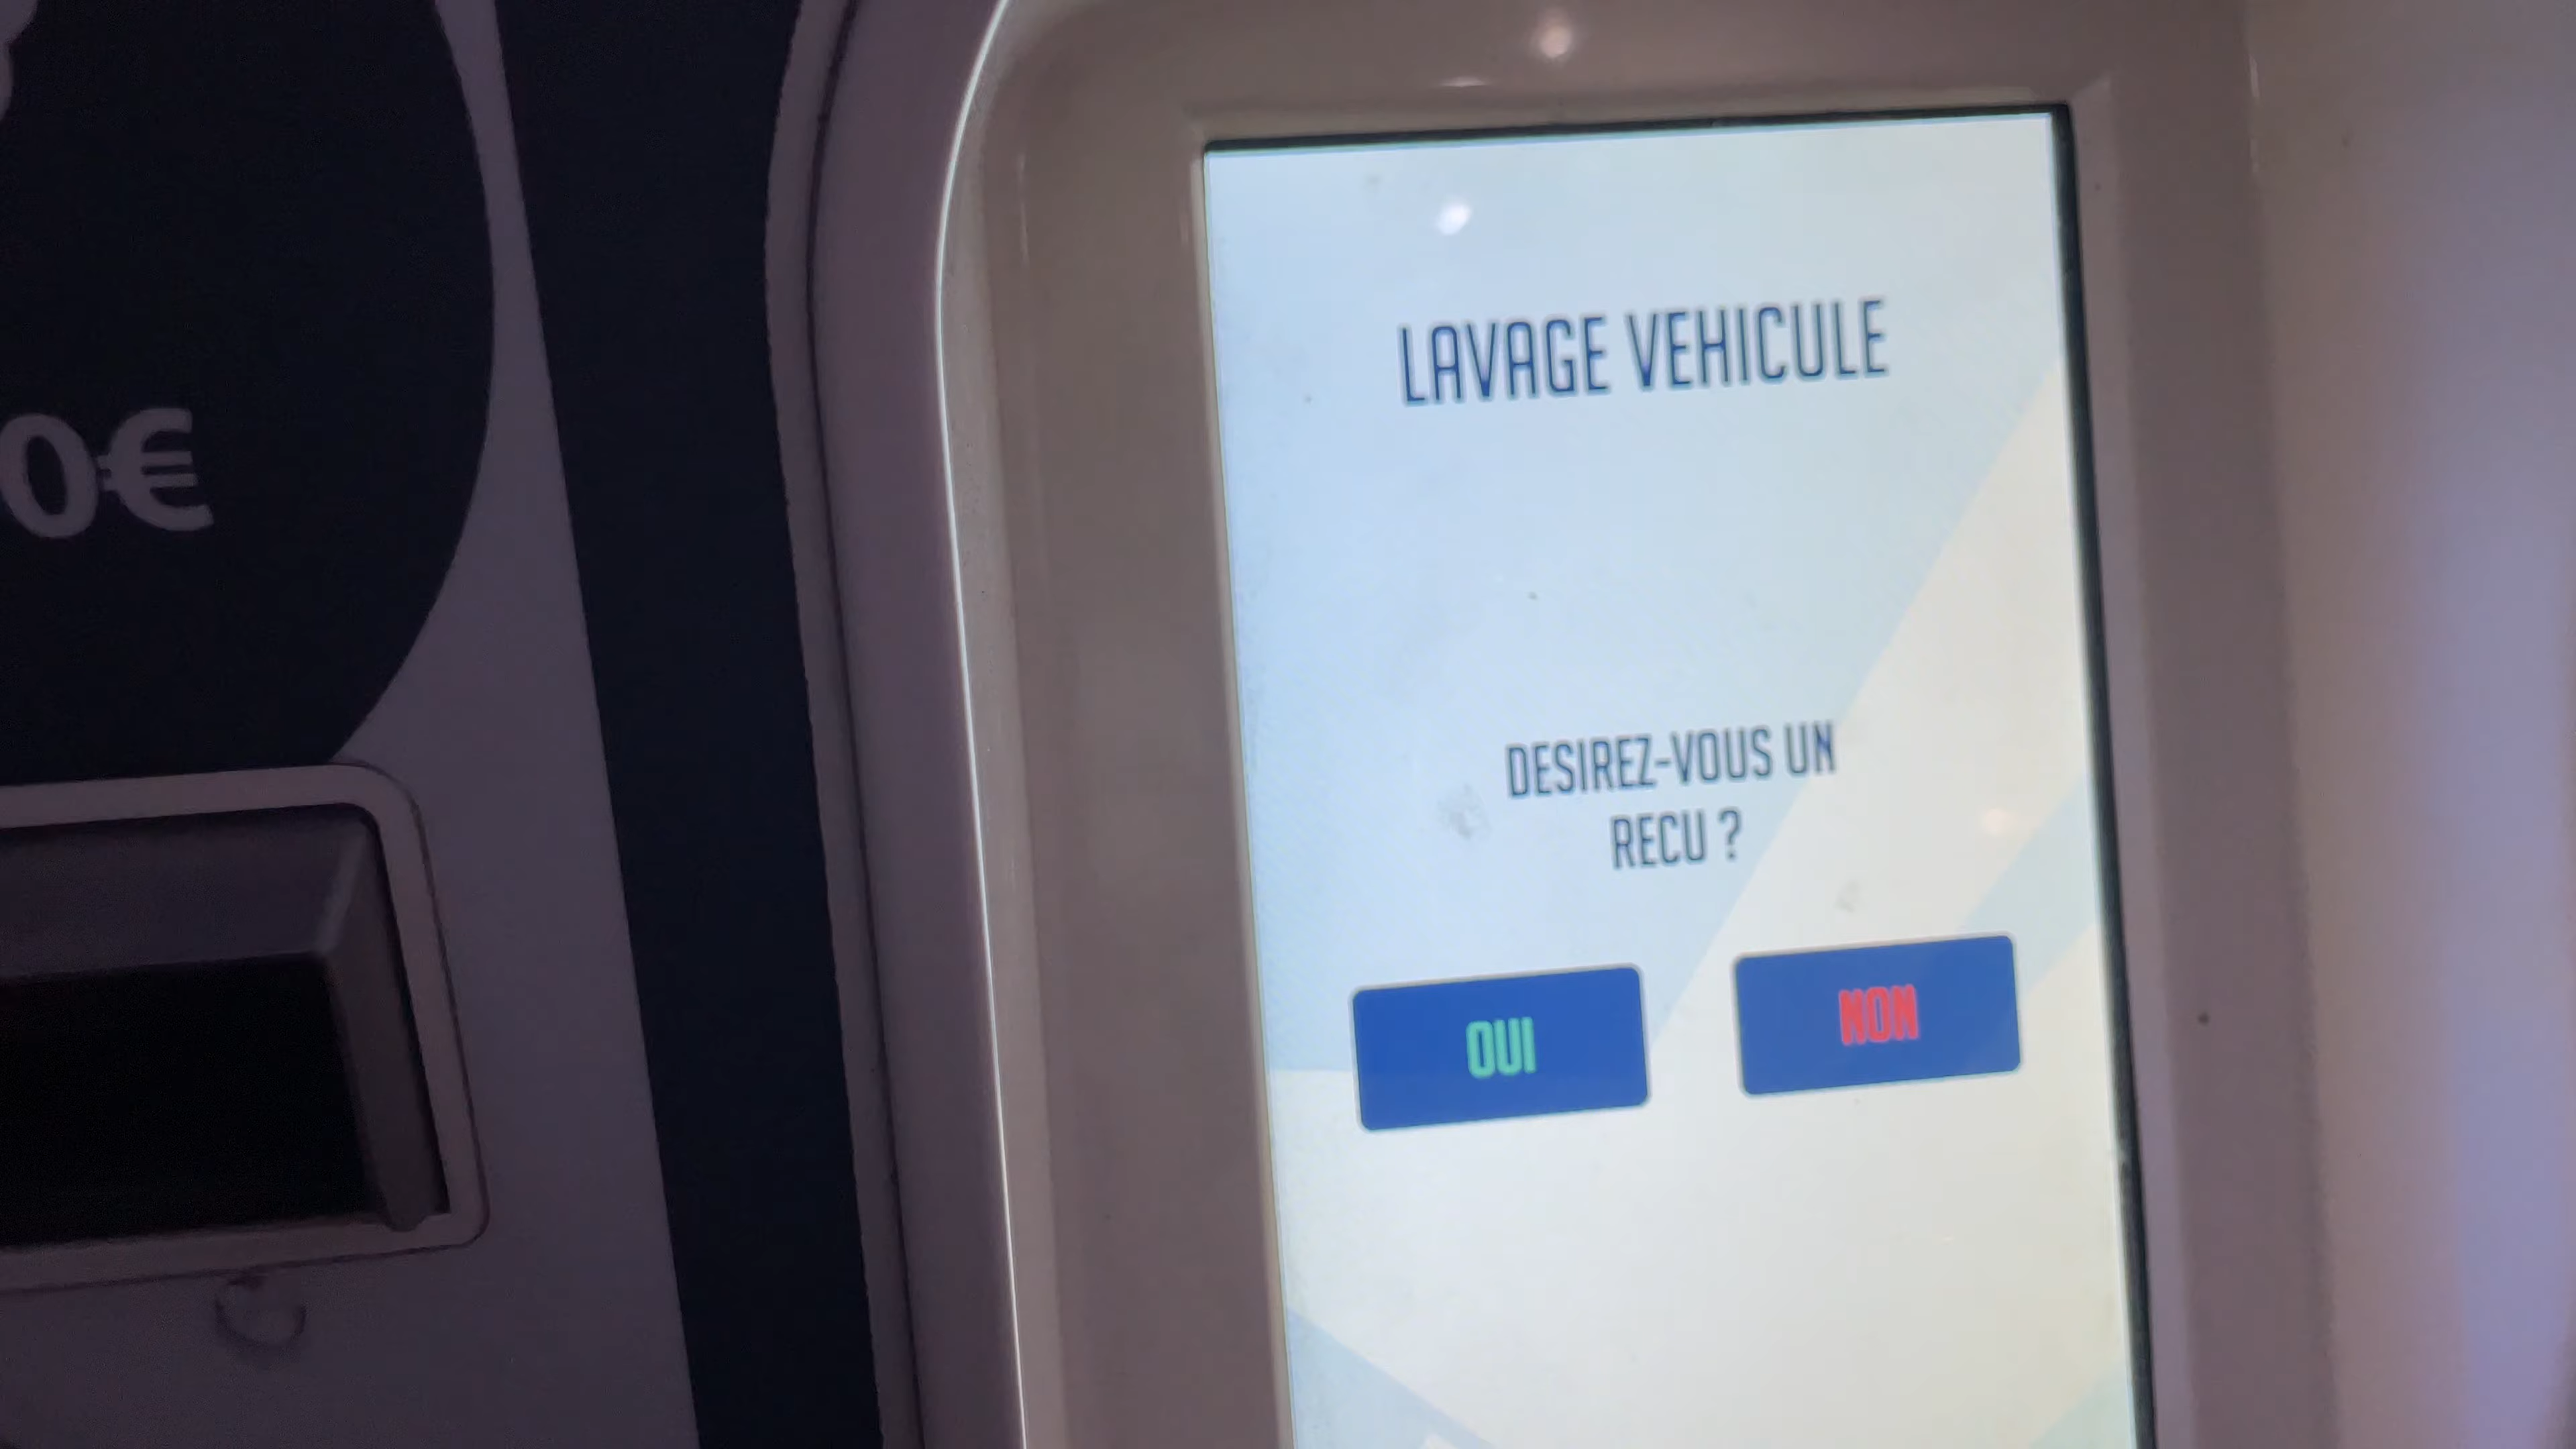 0€
LAVAGE VEHICULE
DESIREZ-VOUS UN
RECU ?
OUI
NON